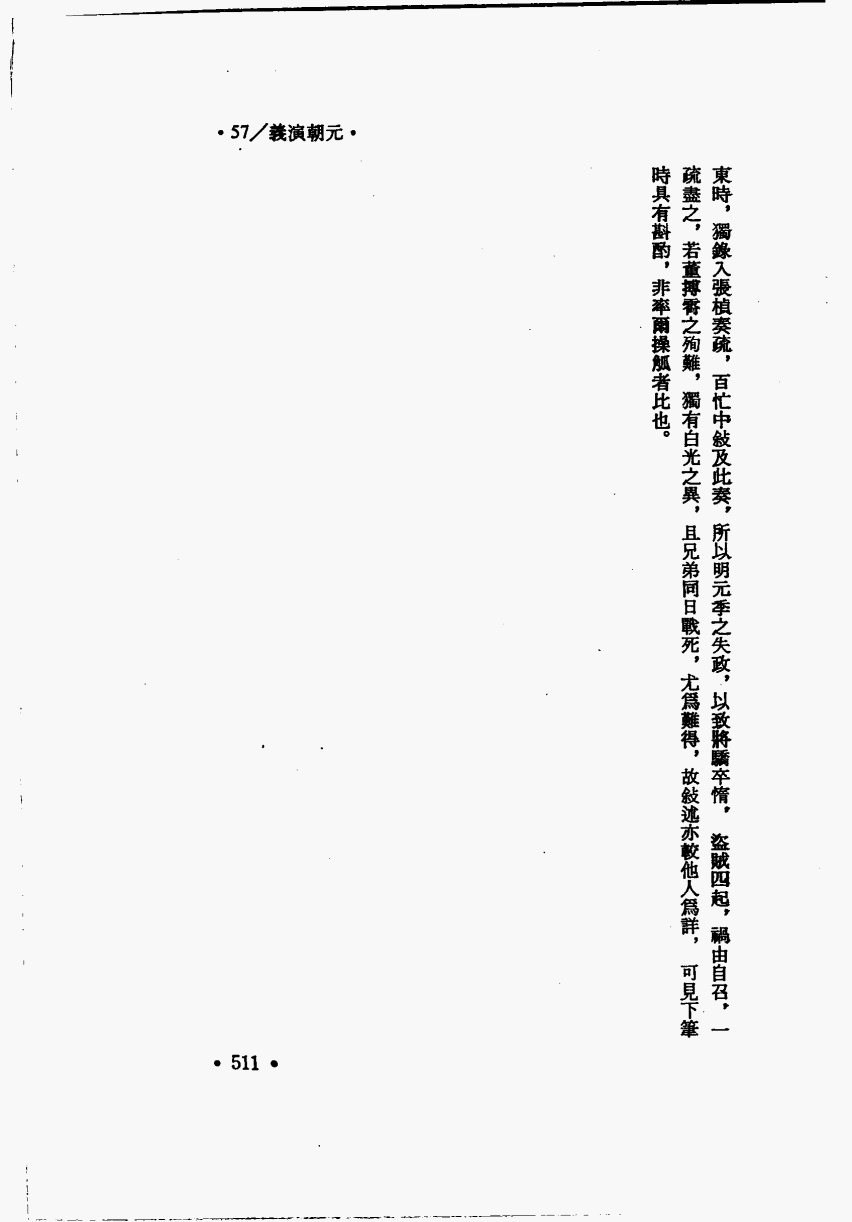 •57／義演朝元•
東時，獨錄入張楨奏疏，百忙中敍及此奏，所以明元季之失政，以致將驕卒惰，盜賊四起，禍由自召，一
疏盡之，若董搏霄之殉難，獨有白光之異，且兄弟同日戰死，尤爲難得，故敍述亦較他人爲詳，可見下筆
時具有斟酌，非率爾操觚者比也。
•511•